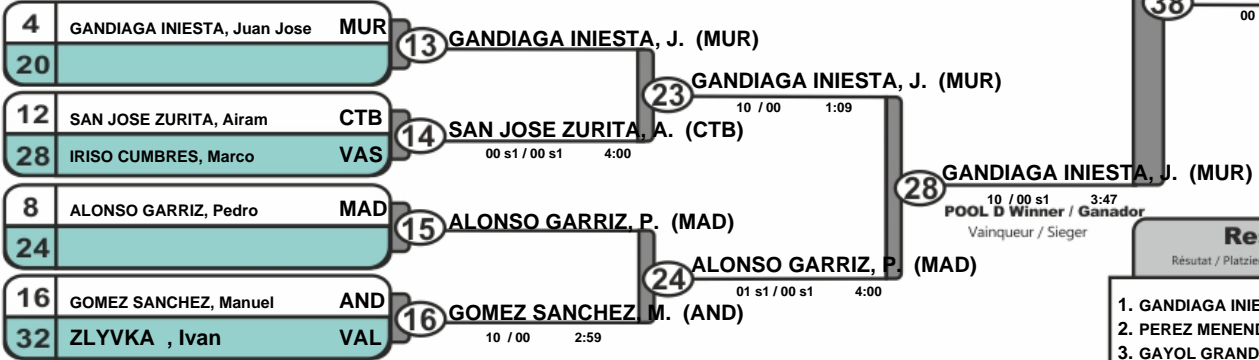 38
00
4 GANDIAGA INIESTA, Juan Jose MUR
20
13 GANDIAGA INIESTA, J. (MUR)
23 GANDIAGA INIESTA, J. (MUR)
10 / 00 1:09
12 SAN JOSE ZURITA, Airam CTB
28 IRISO CUMBRES, Marco VAS
14 SAN JOSE ZURITA, A. (CTB)
00 s1 / 00 s1 4:00
28 GANDIAGA INIESTA, J. (MUR)
10 / 00 s1 3:47
POOL D Winner / Ganador
Vainqueur / Sieger
8 ALONSO GARRIZ, Pedro MAD
24
15 ALONSO GARRIZ, P. (MAD)
24 ALONSO GARRIZ, P. (MAD)
01 s1 / 00 s1 4:00
16 GOMEZ SANCHEZ, Manuel AND
32 ZLYVKA , Ivan VAL
16 GOMEZ SANCHEZ, M. (AND)
10 / 00 2:59
Re
Résutat / Platzie
1. GANDIAGA INIE
2. PEREZ MENEND
3. GAYOL GRAND